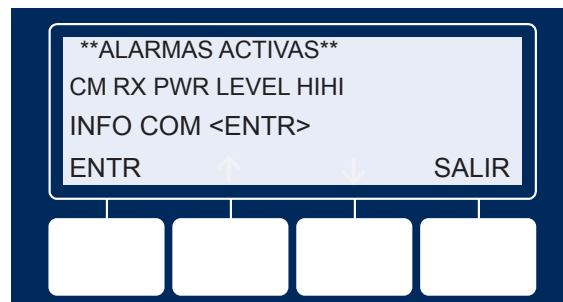 **ALARMAS ACTIVAS**
CM RX PWR LEVEL HIHI
INFO COM <ENTR>
ENTR ↑ ↓ SALIR